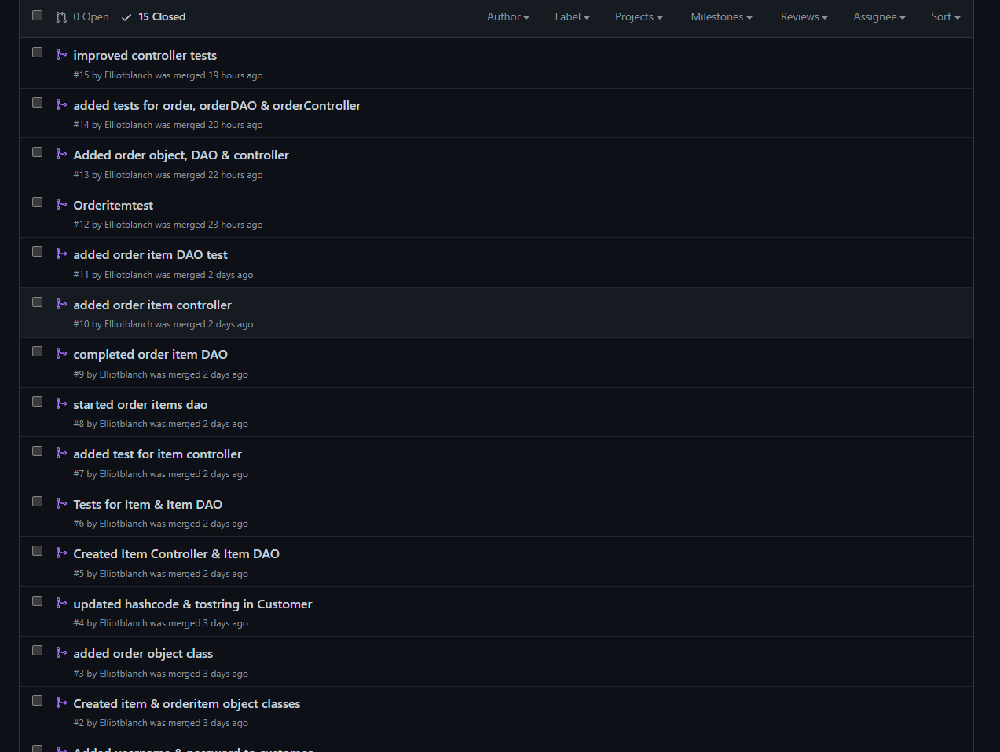 0 Open 15 Closed Author Label Projects Milestones Reviews Assignee Sort
improved controller tests
#15 by Elliotblanch was merged 19 hours ago
added tests for order, orderDAO & orderController
#14 by Elliotblanch was merged 20 hours ago
Added order object, DAO & controller
#13 by Elliotblanch was merged 22 hours ago
Orderitemtest
#12 by Elliotblanch was merged 23 hours ago
added order item DAO test
#11 by Elliotblanch was merged 2 days ago
added order item controller
#10 by Elliotblanch was merged 2 days ago
completed order item DAO
#9 by Elliotblanch was merged 2 days ago
started order items dao
#8 by Elliotblanch was merged 2 days ago
added test for item controller
#7 by Elliotblanch was merged 2 days ago
Tests for Item & Item DAO
#6 by Elliotblanch was merged 2 days ago
Created Item Controller & Item DAO
#5 by Elliotblanch was merged 2 days ago
updated hashcode & tostring in Customer
#4 by Elliotblanch was merged 3 days ago
added order object class
#3 by Elliotblanch was merged 3 days ago
Created item & orderitem object classes
#2 by Elliotblanch was merged 3 days ago
Added username & password to customer